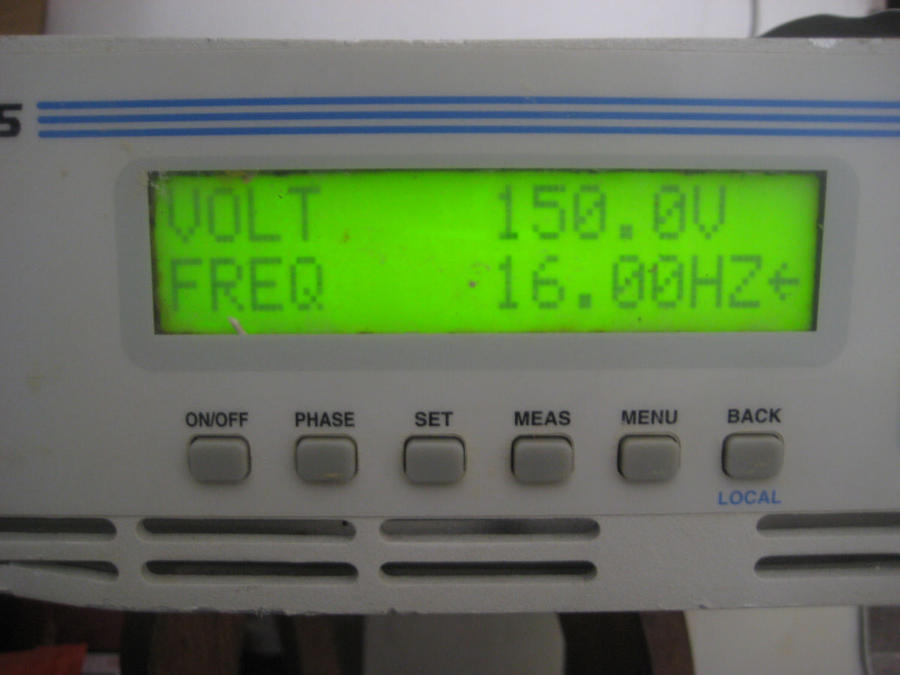 S
VOLT 150.0V
FREQ 16.00HZ←
ON/OFF PHASE SET MEAS MENU BACK
LOCAL